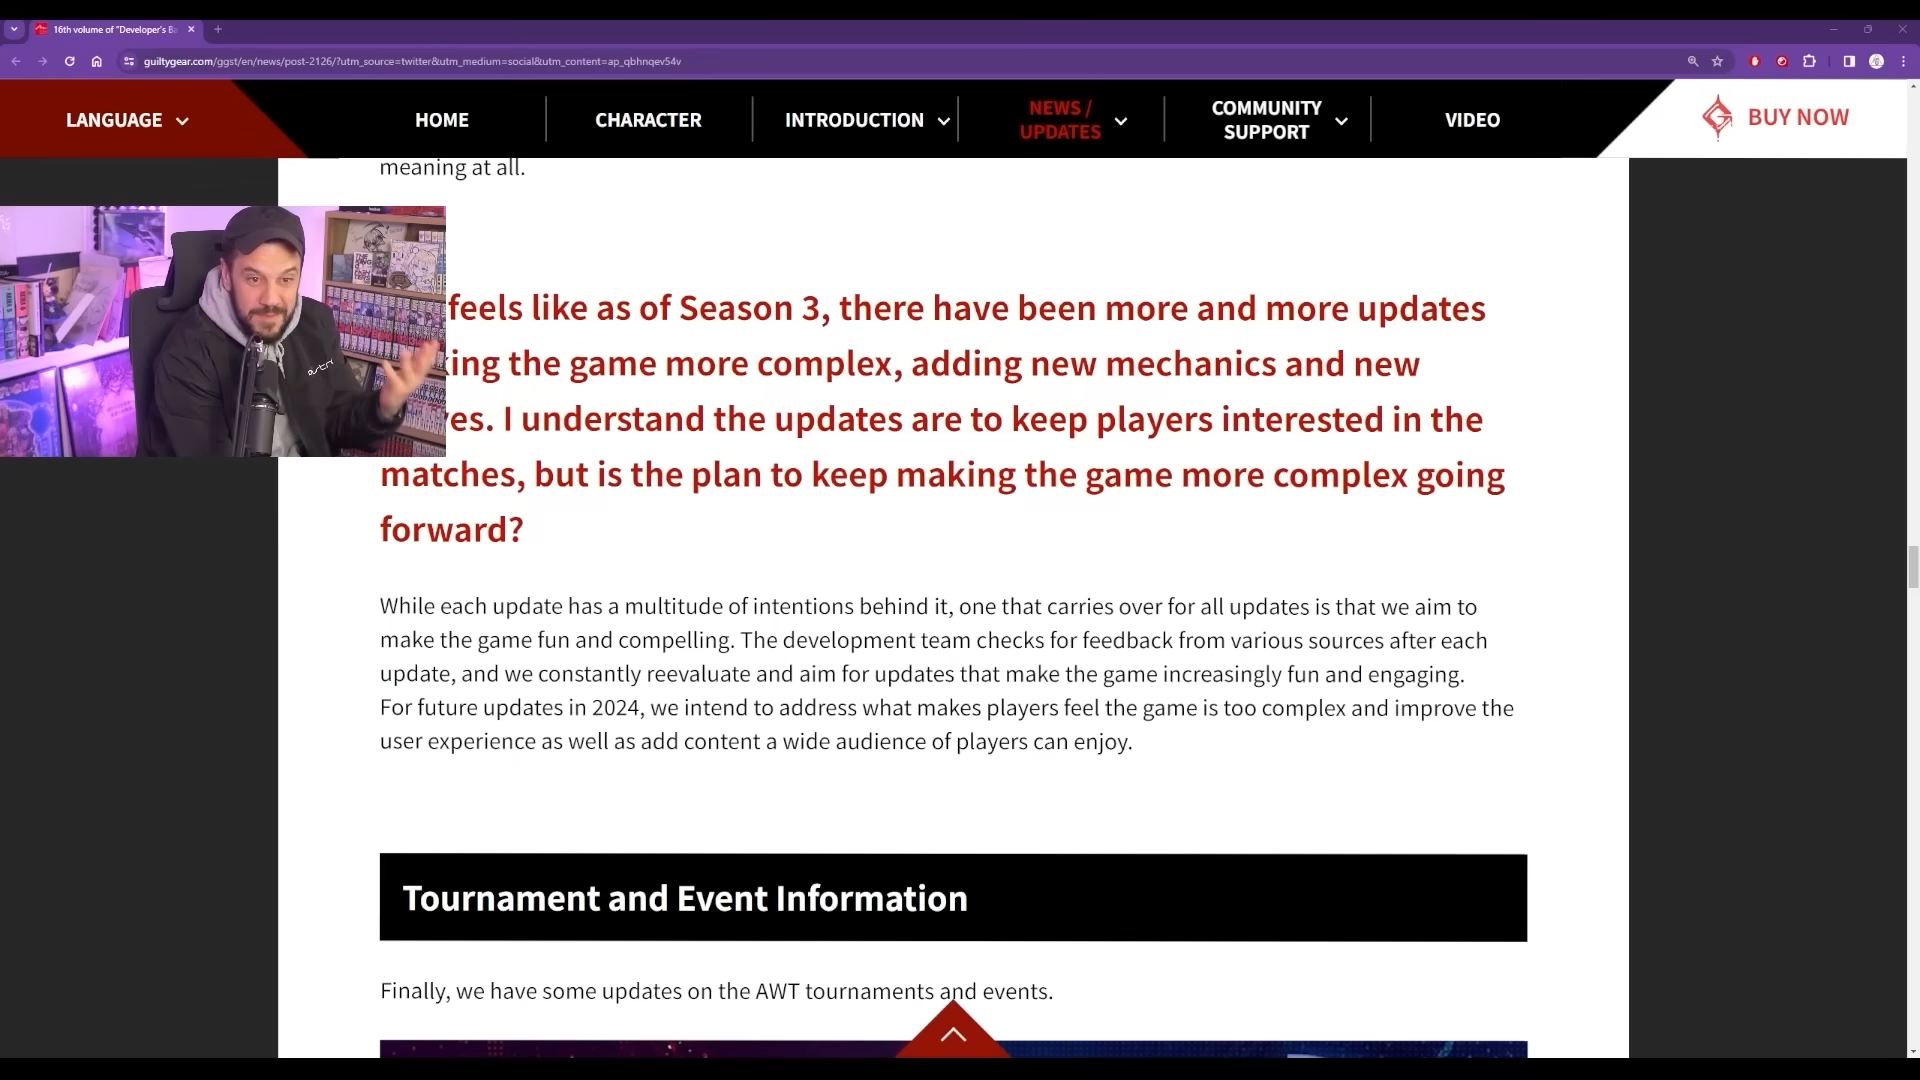 16th volume of "Developer's Ba
guiltygear.com/ggst/en/news/post-2126/?utm_source=twitter&utm_medium=social&utm_content=ap_qbhnqev54v
LANGUAGE
HOME
CHARACTER
INTRODUCTION
NEWS /
UPDATES
COMMUNITY
SUPPORT
VIDEO
BUY NOW
meaning at all.
feels like as of Season 3, there have been more and more updates
king the game more complex, adding new mechanics and new
ves. I understand the updates are to keep players interested in the
matches, but is the plan to keep making the game more complex going
forward?
While each update has a multitude of intentions behind it, one that carries over for all updates is that we aim to
make the game fun and compelling. The development team checks for feedback from various sources after each
update, and we constantly reevaluate and aim for updates that make the game increasingly fun and engaging.
For future updates in 2024, we intend to address what makes players feel the game is too complex and improve the
user experience as well as add content a wide audience of players can enjoy.
Tournament and Event Information
Finally, we have some updates on the AWT tournaments and events.